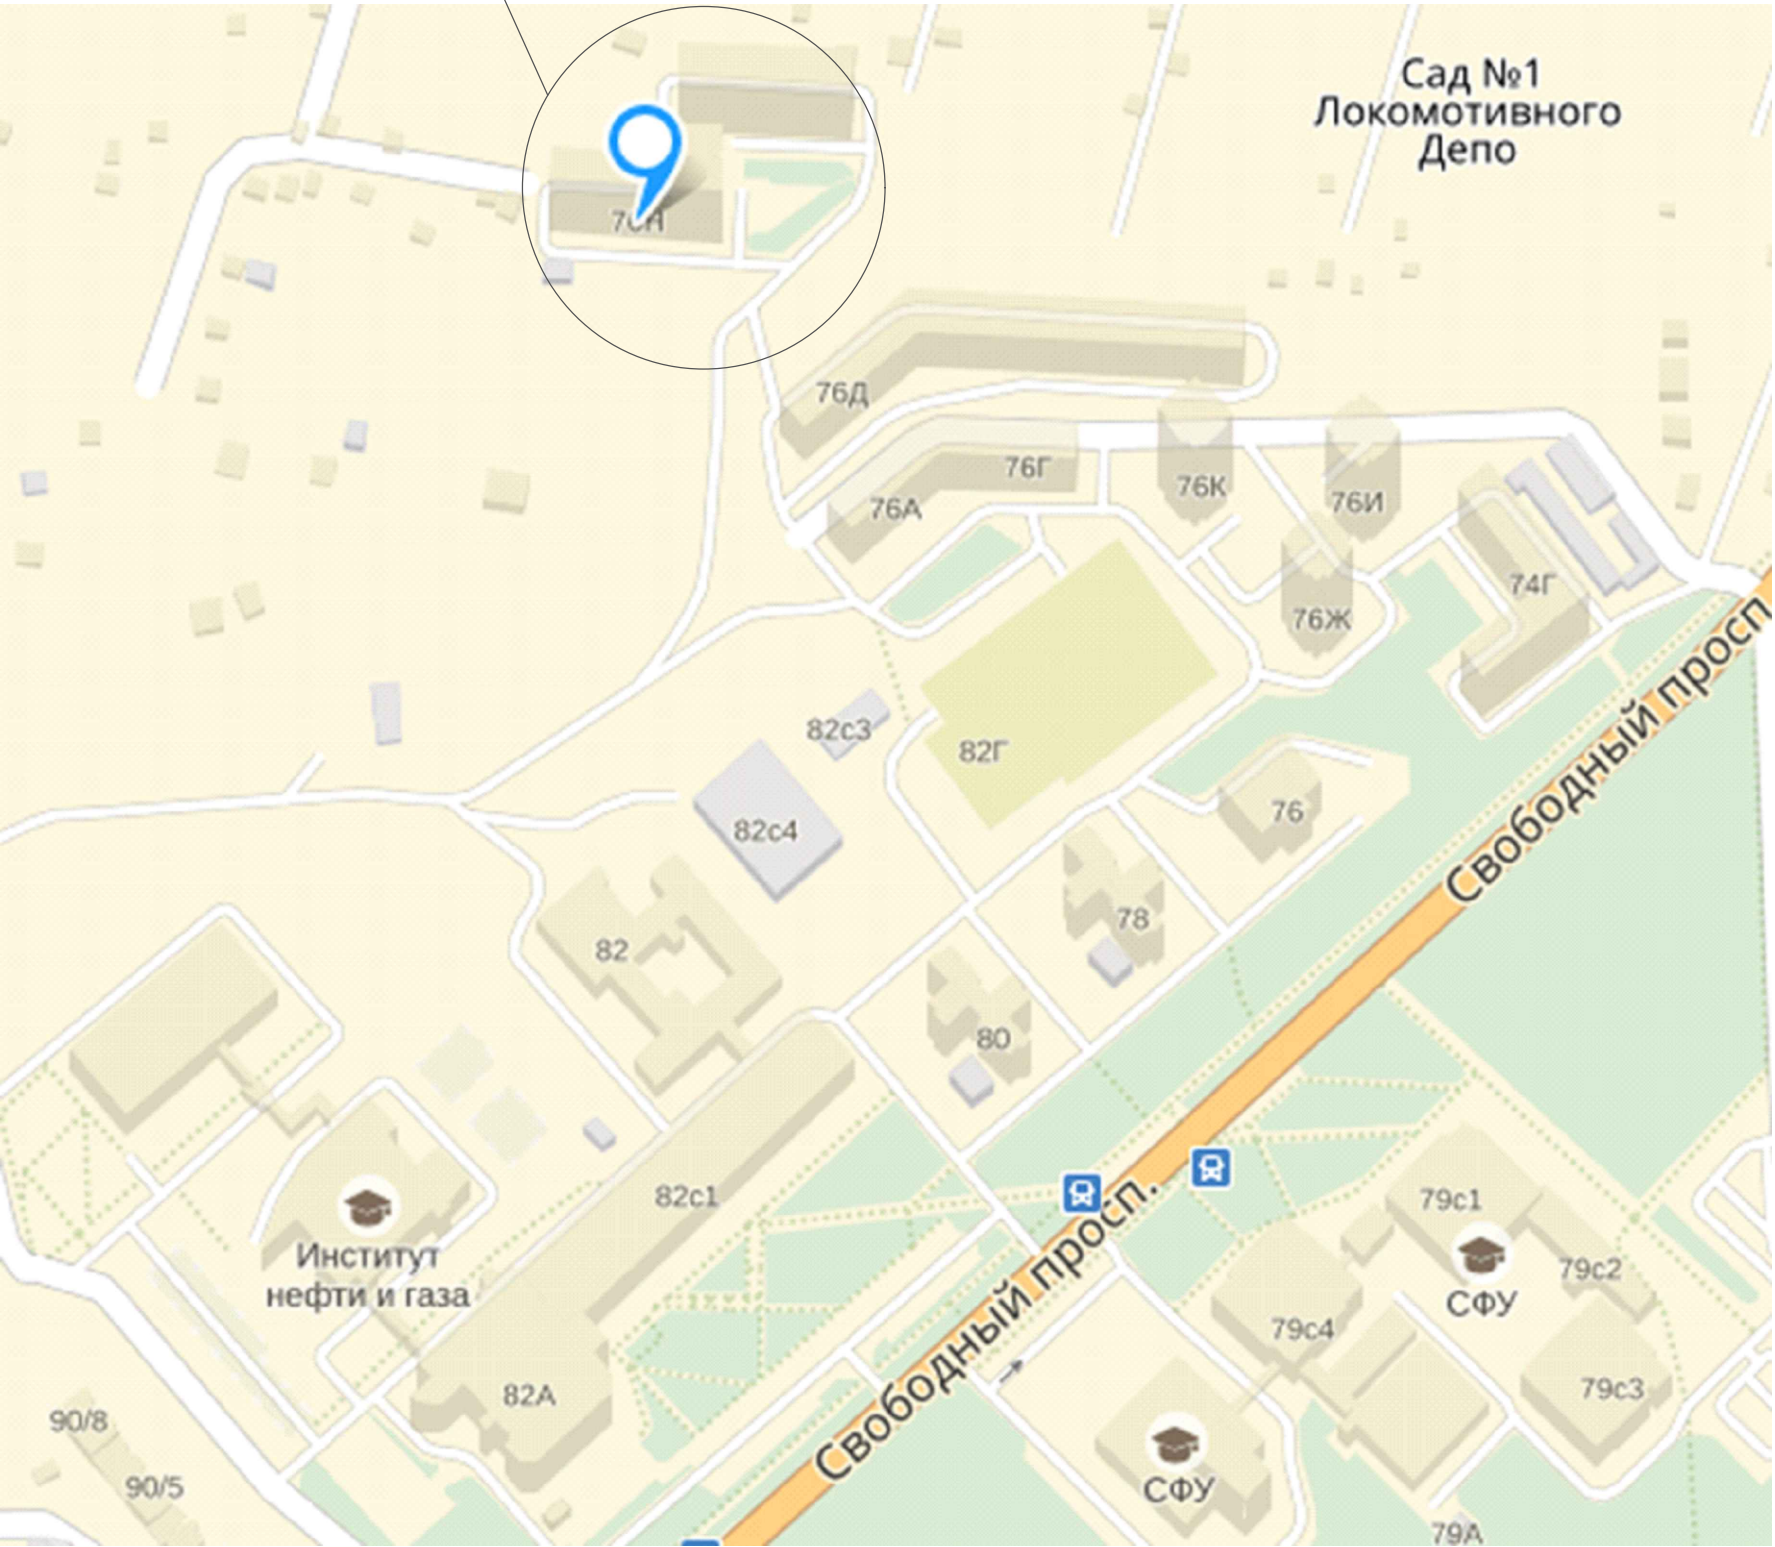 Сад №1
Локомотивного
Депо
76Н
76Д
76Г
76А
76К
76И
74Г
76Ж
Свободный просп.
82с3
82Г
76
82с4
78
82
80
82с1
79с1
СФУ
79с2
Институт
нефти и газа
Свободный просп.
79с4
79с3
82А
90/8
90/5
СФУ
79А